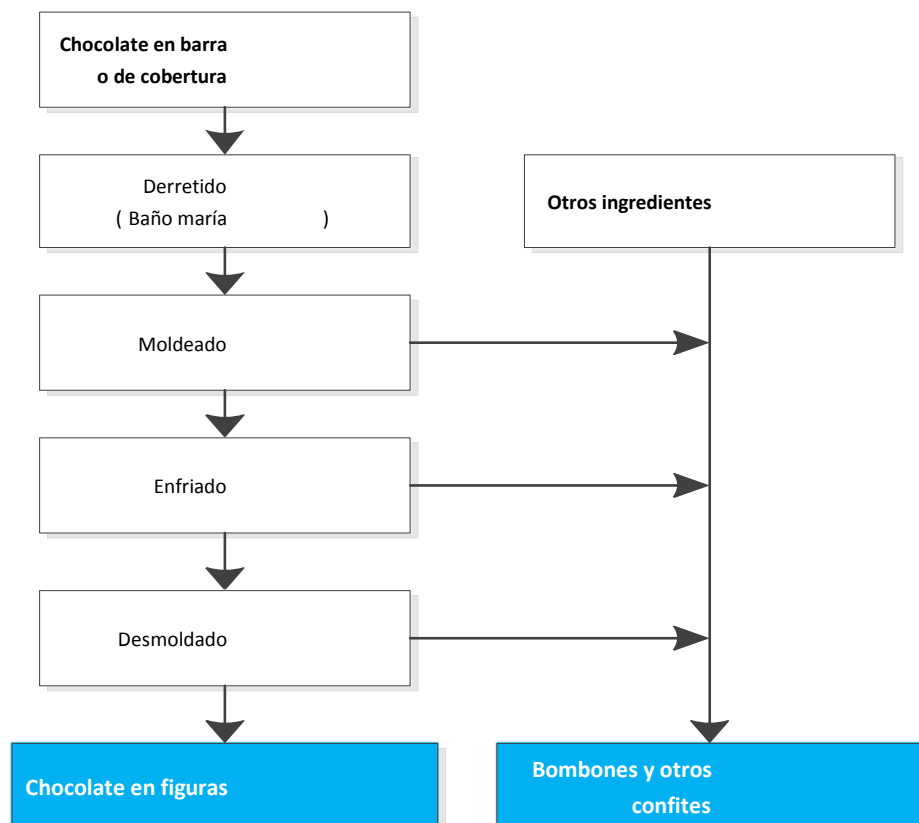 Chocolate en barra
o de cobertura
Derretido
( Baño maría )
Otros ingredientes
Moldeado
Enfriado
Desmoldado
Chocolate en figuras
Bombones y otros
confites